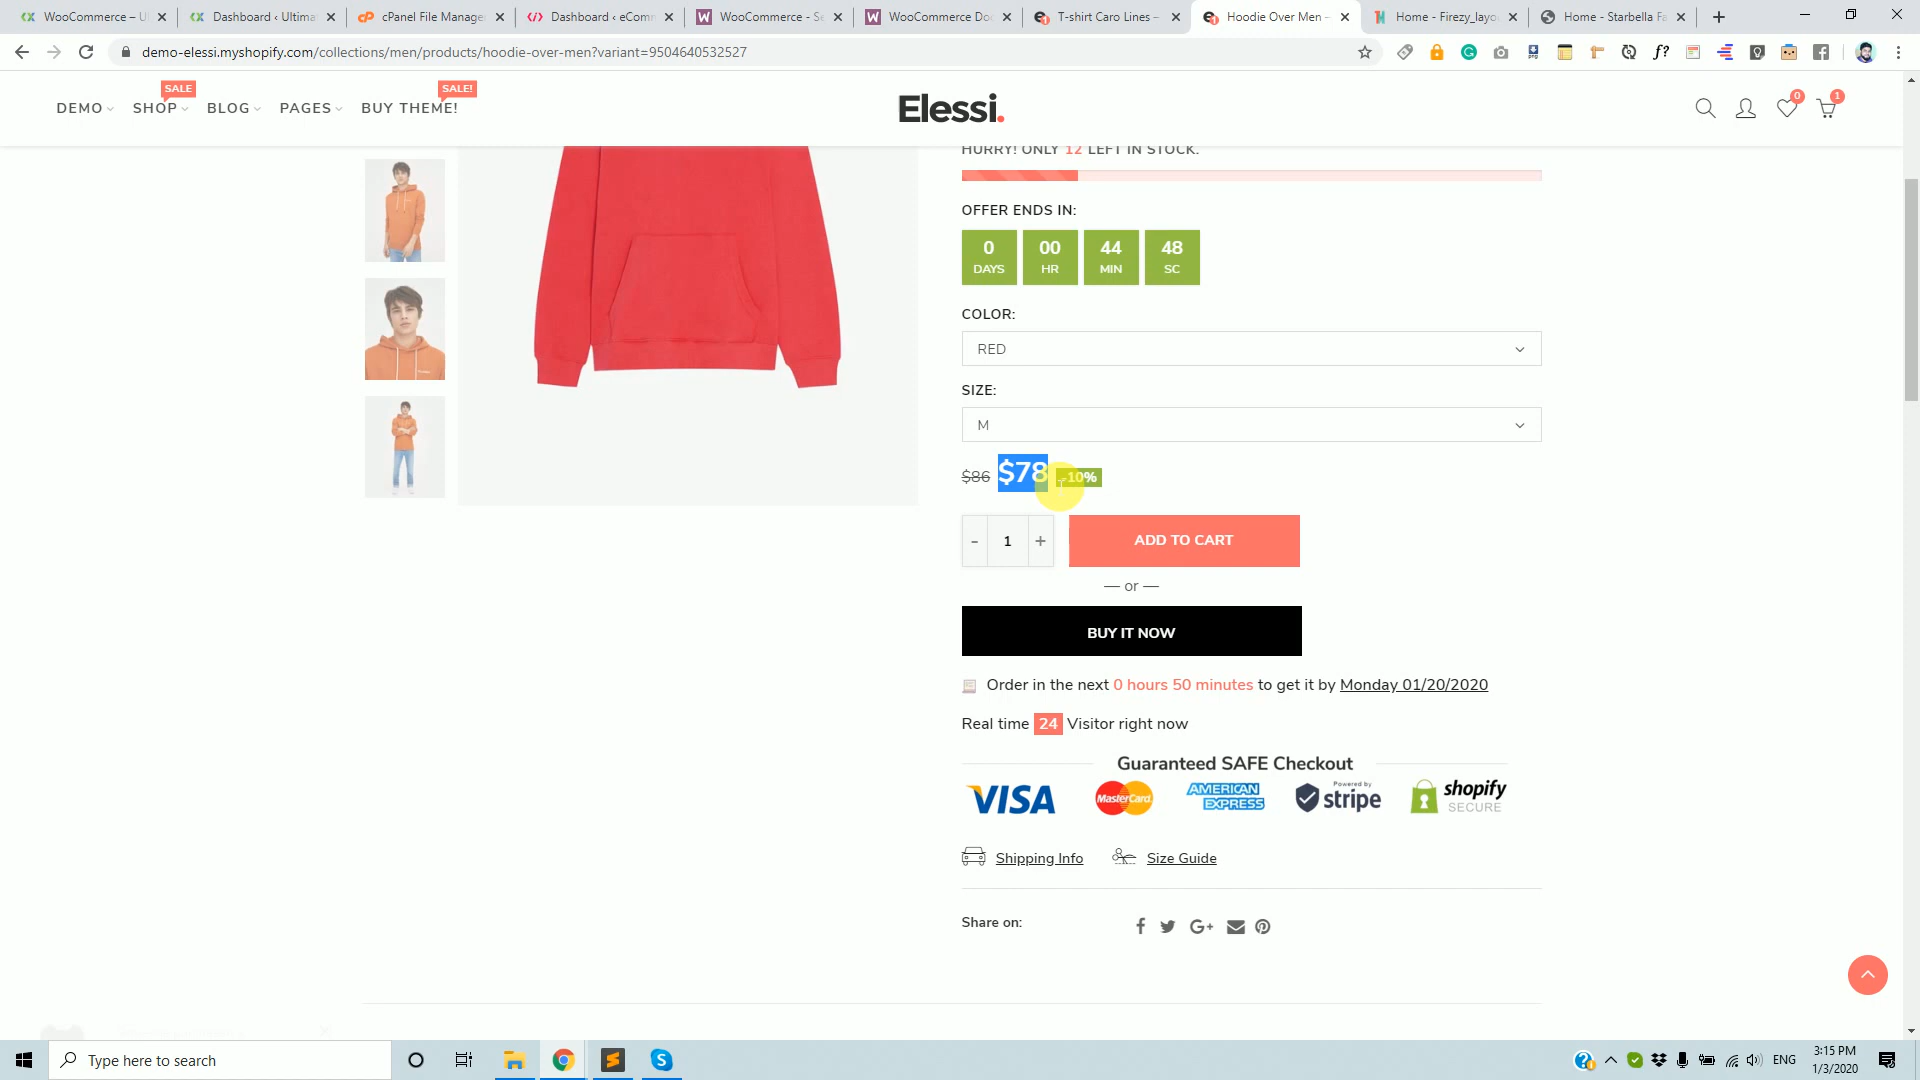 WooCommerce – U
Dashboard ‹ Ultima
cPanel File Manage
Dashboard ‹ eComm
WooCommerce - Se
WooCommerce Do
T-shirt Caro Lines –
Hoodie Over Men –
Home - Firezy_layo
Home - Starbella Fa
demo-elessi.myshopify.com/collections/men/products/hoodie-over-men?variant=9504640532527
SALE
SALE!
DEMO SHOP BLOG PAGES BUY THEME!
Elessi.
0
1
HURRY! ONLY 12 LEFT IN STOCK.
OFFER ENDS IN:
0 00 44 48
DAYS HR MIN SC
COLOR:
RED
SIZE:
M
$86 $78 -10%
- 1 + ADD TO CART
— or —
BUY IT NOW
Order in the next 0 hours 50 minutes to get it by Monday 01/20/2020
Real time 24 Visitor right now
Guaranteed SAFE Checkout
VISA
MasterCard
AMERICAN EXPRESS
Powered by stripe
shopify SECURE
Shipping Info Size Guide
Share on:
Type here to search
ENG
3:15 PM
1/3/2020